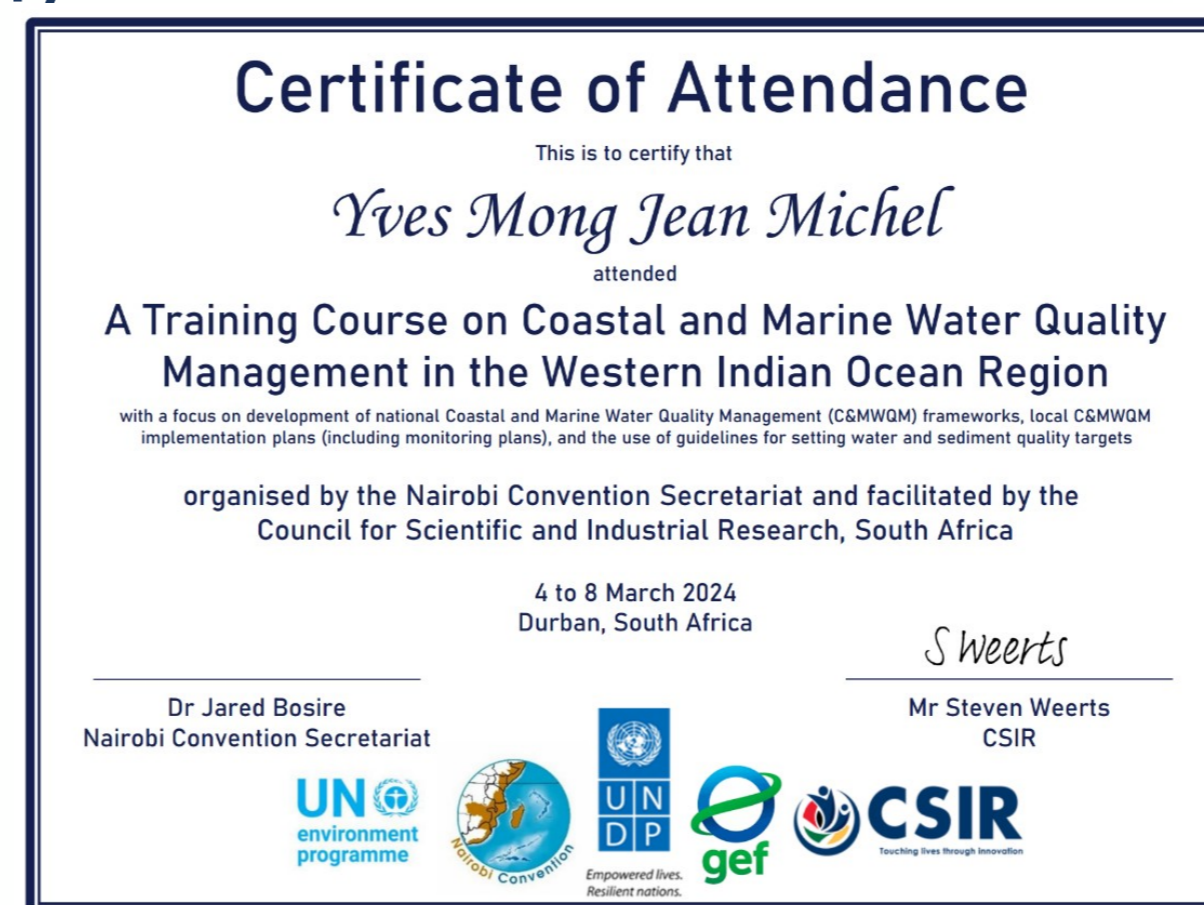 Certificate of Attendance
This is to certify that
Yves Mong Jean Michel
attended
A Training Course on Coastal and Marine Water Quality
Management in the Western Indian Ocean Region
with a focus on development of national Coastal and Marine Water Quality Management (C&MWQM) frameworks, local C&MWQM
implementation plans (including monitoring plans), and the use of guidelines for setting water and sediment quality targets
organised by the Nairobi Convention Secretariat and facilitated by the
Council for Scientific and Industrial Research, South Africa
4 to 8 March 2024
Durban, South Africa
S Weerts
Dr Jared Bosire
Nairobi Convention Secretariat
Mr Steven Weerts
CSIR
UN
environment
programme
Nairobi Convention
U N
D P
Empowered lives.
Resilient nations.
gef
CSIR
Touching lives through innovation